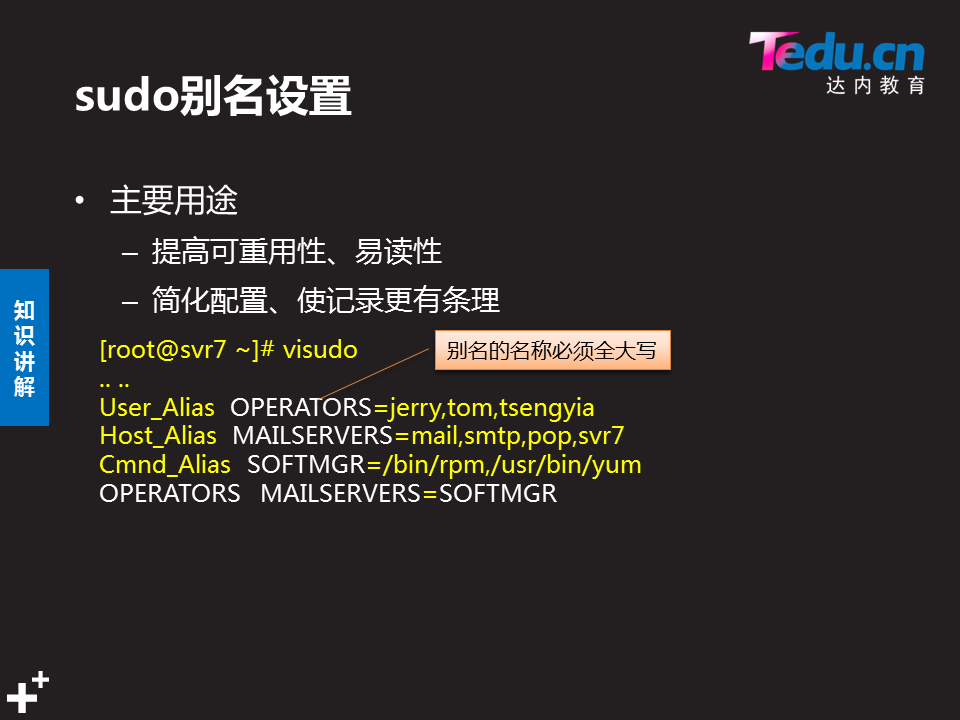 Tedu.cn
达内教育
sudo别名设置
• 主要用途
– 提高可重用性、易读性
– 简化配置、使记录更有条理
知识讲解
[root@svr7 ~]# visudo
别名的名称必须全大写
.. ..
User_Alias OPERATORS=jerry,tom,tsengyia
Host_Alias MAILSERVERS=mail,smtp,pop,svr7
Cmnd_Alias SOFTMGR=/bin/rpm,/usr/bin/yum
OPERATORS MAILSERVERS=SOFTMGR